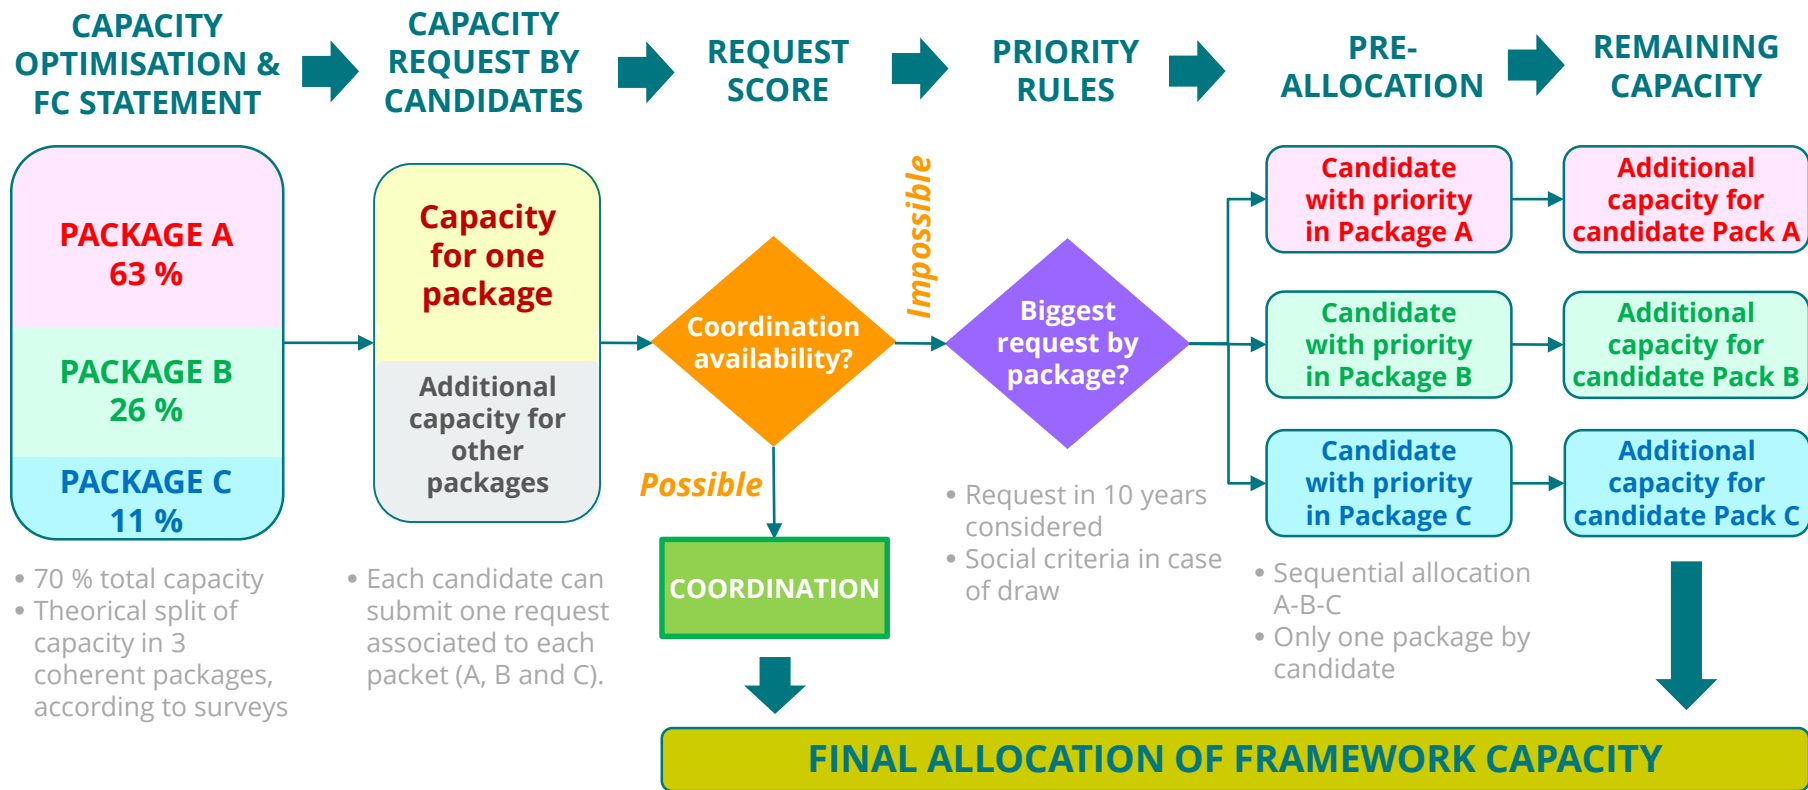 CAPACITY
OPTIMISATION &
FC STATEMENT
CAPACITY
REQUEST BY
CANDIDATES
REQUEST
SCORE
PRIORITY
RULES
PRE-
ALLOCATION
REMAINING
CAPACITY
PACKAGE A
63 %
PACKAGE B
26 %
PACKAGE C
11 %
• 70 % total capacity
• Theorical split of
capacity in 3
coherent packages,
according to surveys
Capacity
for one
package
Additional
capacity for
other
packages
• Each candidate can
submit one request
associated to each
packet (A, B and C).
Coordination
availability?
Impossible
Possible
COORDINATION
Biggest
request by
package?
• Request in 10 years
considered
• Social criteria in case
of draw
Candidate
with priority
in Package A
Candidate
with priority
in Package B
Candidate
with priority
in Package C
• Sequential allocation
A-B-C
• Only one package by
candidate
Additional
capacity for
candidate Pack A
Additional
capacity for
candidate Pack B
Additional
capacity for
candidate Pack C
FINAL ALLOCATION OF FRAMEWORK CAPACITY